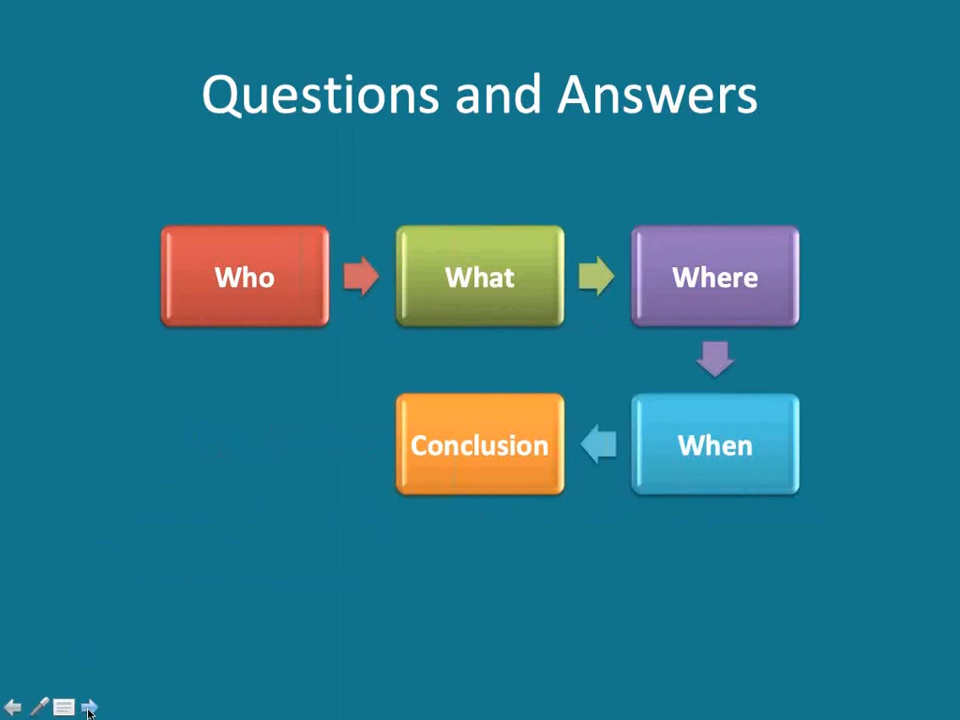 Questions and Answers
Who
What
Where
When
Conclusion